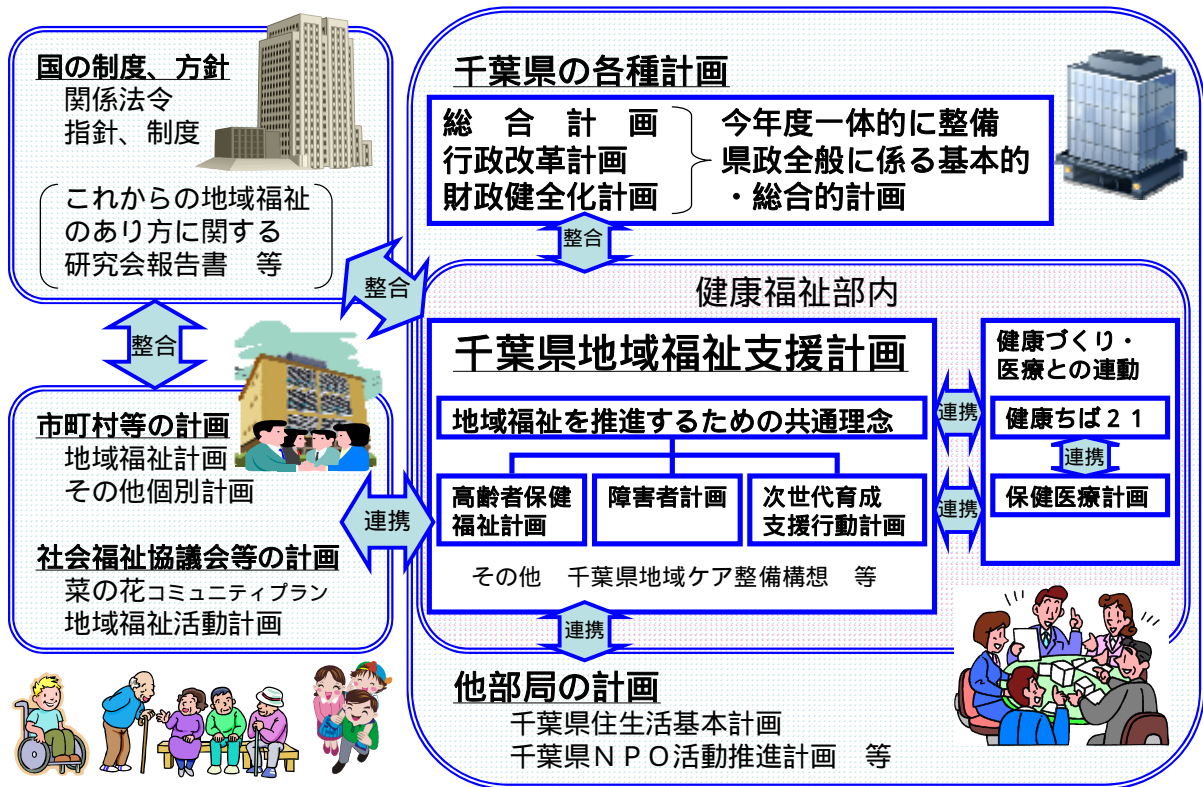 国の制度、方針
関係法令
指針、制度
これからの地域福祉
のあり方に関する
研究会報告書　等
整合
市町村等の計画
地域福祉計画
その他個別計画
社会福祉協議会等の計画
菜の花コミュニティプラン
地域福祉活動計画
整合
連携
千葉県の各種計画
総　合　計　画
行政改革計画
財政健全化計画
今年度一体的に整備
県政全般に係る基本的
・総合的計画
整合
健康福祉部内
千葉県地域福祉支援計画
地域福祉を推進するための共通理念
高齢者保健
福祉計画
障害者計画
次世代育成
支援行動計画
その他　千葉県地域ケア整備構想　等
連携
連携
健康づくり・
医療との連動
健康ちば２１
連携
保健医療計画
連携
他部局の計画
千葉県住生活基本計画
千葉県ＮＰＯ活動推進計画　等